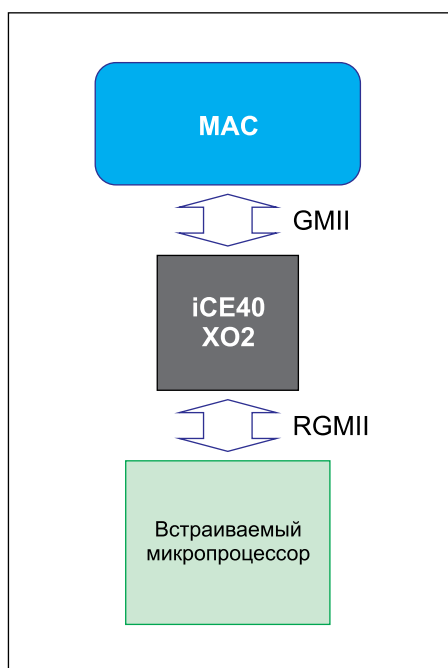 MAC
GMII
iCE40
XO2
RGMII
Встраиваемый
микропроцессор